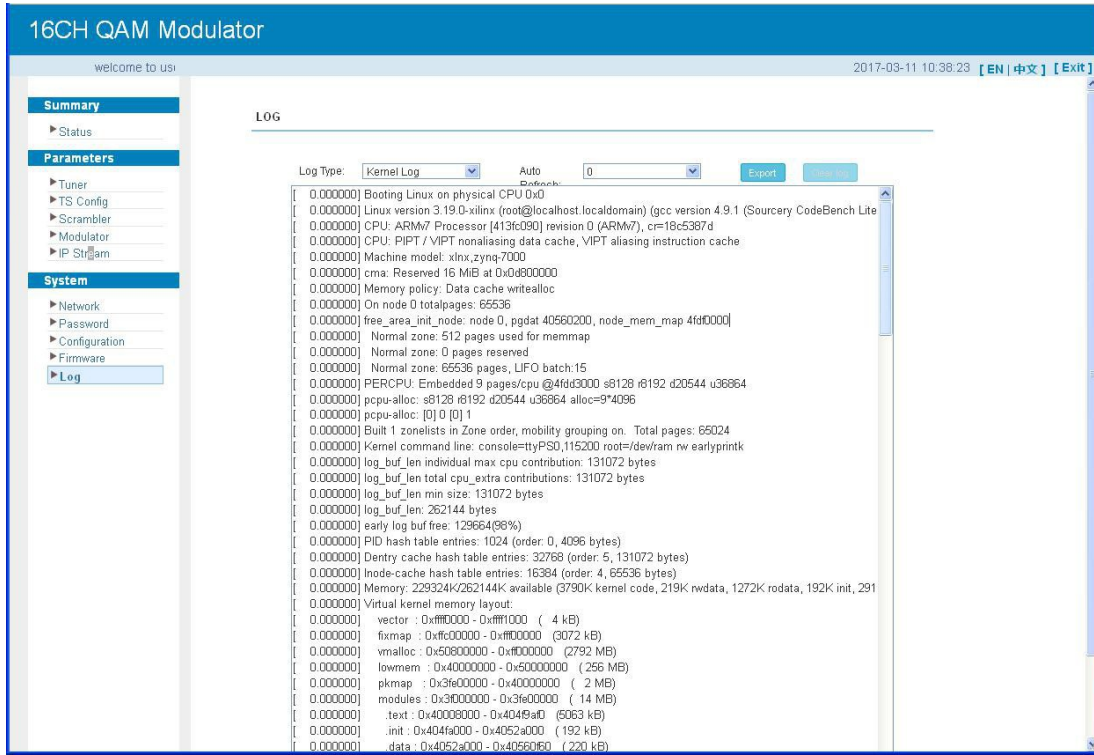 16CH QAM Modulator
welcome to us
2017-03-11 10:38:23 [ EN | 中文 ] [ Exit ]
Summary
Status
Parameters
Tuner
TS Config
Scrambler
Modulator
IP Stream
System
Network
Password
Configuration
Firmware
Log
LOG
Log Type: Kernel Log Auto Refresh: 0 Export Clear log
[ 0.000000] Booting Linux on physical CPU 0x0
[ 0.000000] Linux version 3.19.0-xilinx (root@localhost.localdomain) (gcc version 4.9.1 (Sourcery CodeBench Lite
[ 0.000000] CPU: ARMv7 Processor [413fc090] revision 0 (ARMv7), cr=18c5387d
[ 0.000000] CPU: PIPT / VIPT nonaliasing data cache, VIPT aliasing instruction cache
[ 0.000000] Machine model: xlnx,zynq-7000
[ 0.000000] cma: Reserved 16 MiB at 0x0d800000
[ 0.000000] Memory policy: Data cache writealloc
[ 0.000000] On node 0 totalpages: 65536
[ 0.000000] free_area_init_node: node 0, pgdat 40560200, node_mem_map 4fdf0000
[ 0.000000] Normal zone: 512 pages used for memmap
[ 0.000000] Normal zone: 0 pages reserved
[ 0.000000] Normal zone: 65536 pages, LIFO batch:15
[ 0.000000] PERCPU: Embedded 9 pages/cpu @4fdd3000 s8128 r8192 d20544 u36864
[ 0.000000] pcpu-alloc: s8128 r8192 d20544 u36864 alloc=9*4096
[ 0.000000] pcpu-alloc: [0] 0 [0] 1
[ 0.000000] Built 1 zonelists in Zone order, mobility grouping on. Total pages: 65024
[ 0.000000] Kernel command line: console=ttyPS0,115200 root=/dev/ram rw earlyprintk
[ 0.000000] log_buf_len individual max cpu contribution: 131072 bytes
[ 0.000000] log_buf_len total cpu_extra contributions: 131072 bytes
[ 0.000000] log_buf_len min size: 131072 bytes
[ 0.000000] log_buf_len: 262144 bytes
[ 0.000000] early log buf free: 129664(98%)
[ 0.000000] PID hash table entries: 1024 (order: 0, 4096 bytes)
[ 0.000000] Dentry cache hash table entries: 32768 (order: 5, 131072 bytes)
[ 0.000000] Inode-cache hash table entries: 16384 (order: 4, 65536 bytes)
[ 0.000000] Memory: 229324K/262144K available (3790K kernel code, 219K rwdata, 1272K rodata, 192K init, 291
[ 0.000000] Virtual kernel memory layout:
[ 0.000000] vector : 0xffff0000 - 0xffff1000 ( 4 kB)
[ 0.000000] fixmap : 0xffc00000 - 0xfff00000 (3072 kB)
[ 0.000000] vmalloc : 0x50800000 - 0xff000000 (2792 MB)
[ 0.000000] lowmem : 0x40000000 - 0x50000000 ( 256 MB)
[ 0.000000] pkmap : 0x3fe00000 - 0x40000000 ( 2 MB)
[ 0.000000] modules : 0x3f000000 - 0x3fe00000 ( 14 MB)
[ 0.000000] .text : 0x40008000 - 0x404f9af0 (5063 kB)
[ 0.000000] .init : 0x404fa000 - 0x4052a000 ( 192 kB)
[ 0.000000] .data : 0x4052a000 - 0x40560f60 ( 220 kB)